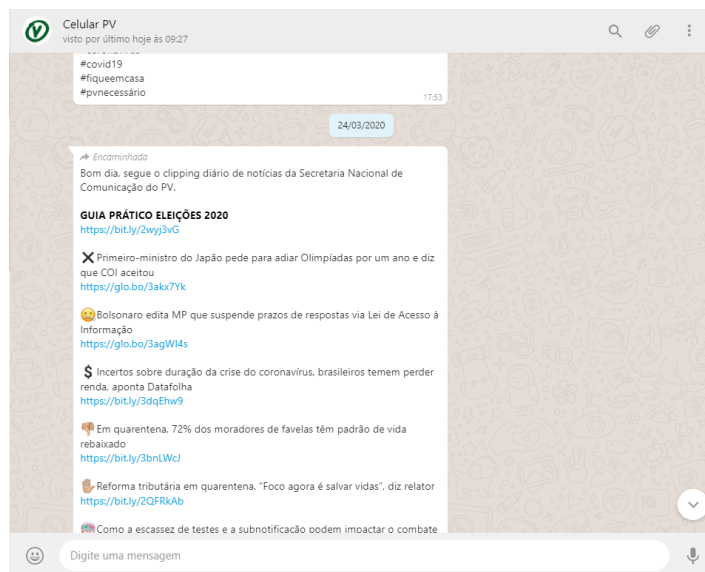 Celular PV
visto por último hoje às 09:27
#covid19
#fiqueemcasa
#pvnecessário
17:53
24/03/2020
Encaminhada
Bom dia, segue o clipping diário de notícias da Secretaria Nacional de
Comunicação do PV.
GUIA PRÁTICO ELEIÇÕES 2020
https://bit.ly/2wyj3vG
❌Primeiro-ministro do Japão pede para adiar Olimpíadas por um ano e diz
que COI aceitou
https://glo.bo/3akx7Yk
Bolsonaro edita MP que suspende prazos de respostas via Lei de Acesso à
Informação
https://glo.bo/3agWI4s
💲Incertos sobre duração da crise do coronavírus, brasileiros temem perder
renda, aponta Datafolha
https://bit.ly/3dqEhw9
👎🏽Em quarentena, 72% dos moradores de favelas têm padrão de vida
rebaixado
https://bit.ly/3bnLWcJ
Reforma tributária em quarentena. "Foco agora é salvar vidas", diz relator
https://bit.ly/2QFRkAb
Como a escassez de testes e a subnotificação podem impactar o combate
Digite uma mensagem